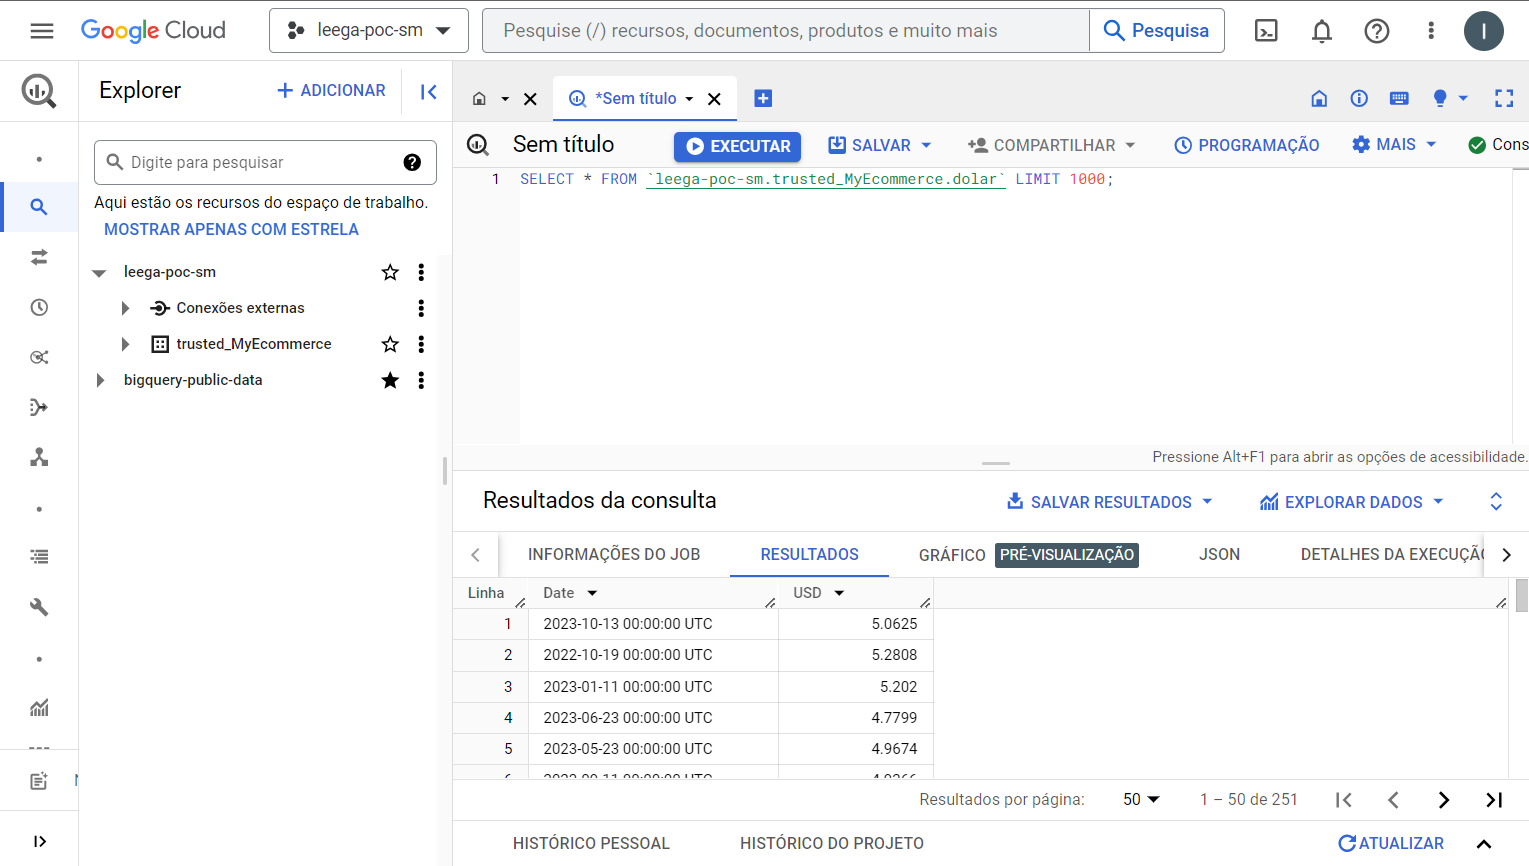 Google Cloud
leega-poc-sm
Pesquise (/) recursos, documentos, produtos e muito mais
Pesquisa
I
Explorer
ADICIONAR
*Sem título
Sem título
EXECUTAR
SALVAR
COMPARTILHAR
PROGRAMAÇÃO
MAIS
Cons
Digite para pesquisar
Aqui estão os recursos do espaço de trabalho.
MOSTRAR APENAS COM ESTRELA
leega-poc-sm
Conexões externas
trusted_MyEcommerce
bigquery-public-data
1 SELECT * FROM `leega-poc-sm.trusted_MyEcommerce.dolar` LIMIT 1000;
Pressione Alt+F1 para abrir as opções de acessibilidade.
Resultados da consulta
SALVAR RESULTADOS
EXPLORAR DADOS
INFORMAÇÕES DO JOB
RESULTADOS
GRÁFICO PRÉ-VISUALIZAÇÃO
JSON
DETALHES DA EXECUÇÃO
Linha Date USD
1 2023-10-13 00:00:00 UTC 5.0625
2 2022-10-19 00:00:00 UTC 5.2808
3 2023-01-11 00:00:00 UTC 5.202
4 2023-06-23 00:00:00 UTC 4.7799
5 2023-05-23 00:00:00 UTC 4.9674
Resultados por página: 50 1 – 50 de 251
HISTÓRICO PESSOAL
HISTÓRICO DO PROJETO
ATUALIZAR